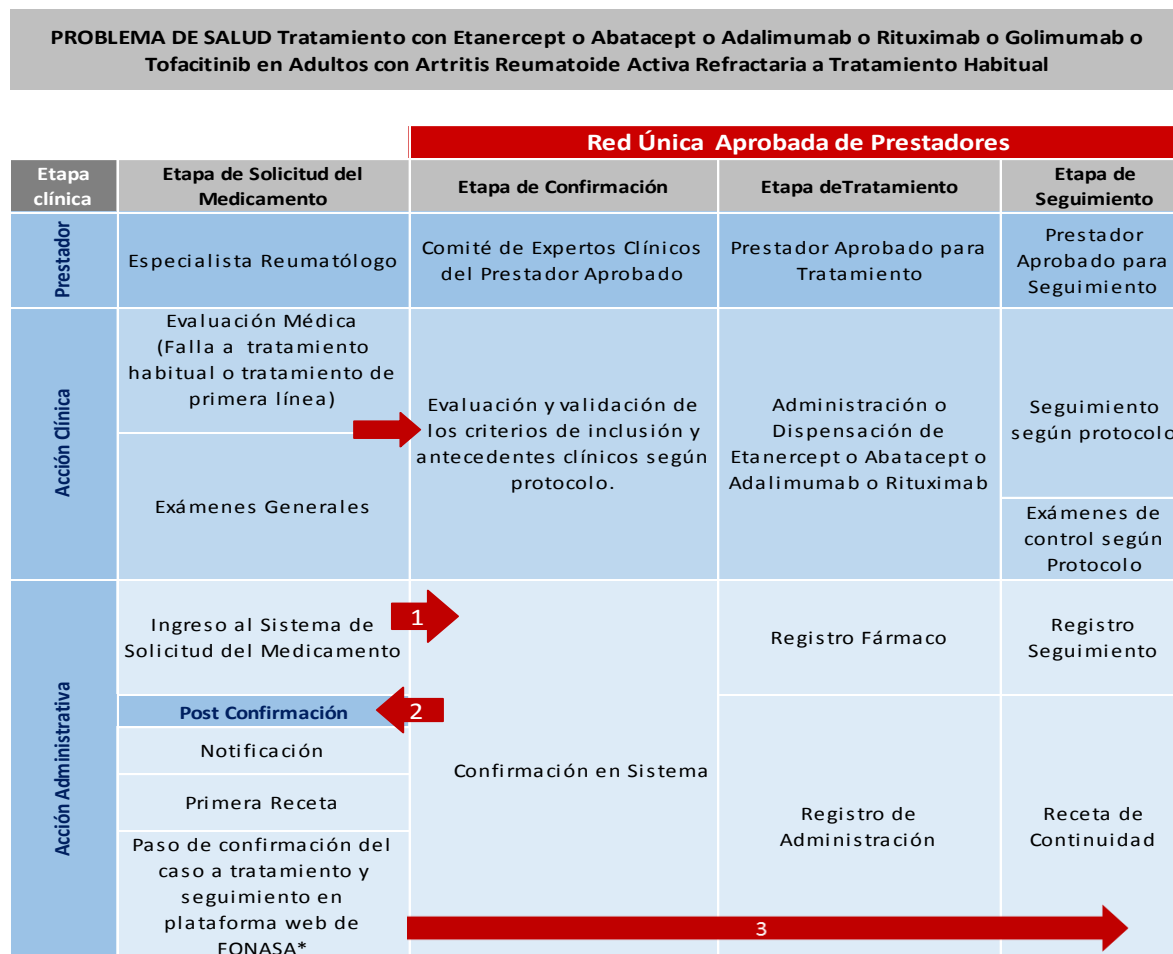 PROBLEMA DE SALUD Tratamiento con Etanercept o Abatacept o Adalimumab o Rituximab o Golimumab o
Tofacitinib en Adultos con Artritis Reumatoide Activa Refractaria a Tratamiento Habitual
Red Única Aprobada de Prestadores
Etapa
clínica
Etapa de Solicitud del
Medicamento
Etapa de Confirmación
Etapa deTratamiento
Etapa de
Seguimiento
Prestador
Especialista Reumatólogo
Comité de Expertos Clínicos
del Prestador Aprobado
Prestador Aprobado para
Tratamiento
Prestador
Aprobado para
Seguimiento
Acción Clínica
Evaluación Médica
(Falla a tratamiento
habitual o tratamiento de
primera línea)
Exámenes Generales
Evaluación y validación de
los criterios de inclusión y
antecedentes clínicos según
protocolo.
Administración o
Dispensación de
Etanercept o Abatacept o
Adalimumab o Rituximab
Seguimiento
según protocolo
Exámenes de
control según
Protocolo
Acción Administrativa
Ingreso al Sistema de
Solicitud del Medicamento
1
Post Confirmación
2
Notificación
Primera Receta
Paso de confirmación del
caso a tratamiento y
seguimiento en
plataforma web de
FONASA*
Confirmación en Sistema
Registro Fármaco
Registro de
Administración
Registro
Seguimiento
Receta de
Continuidad
3